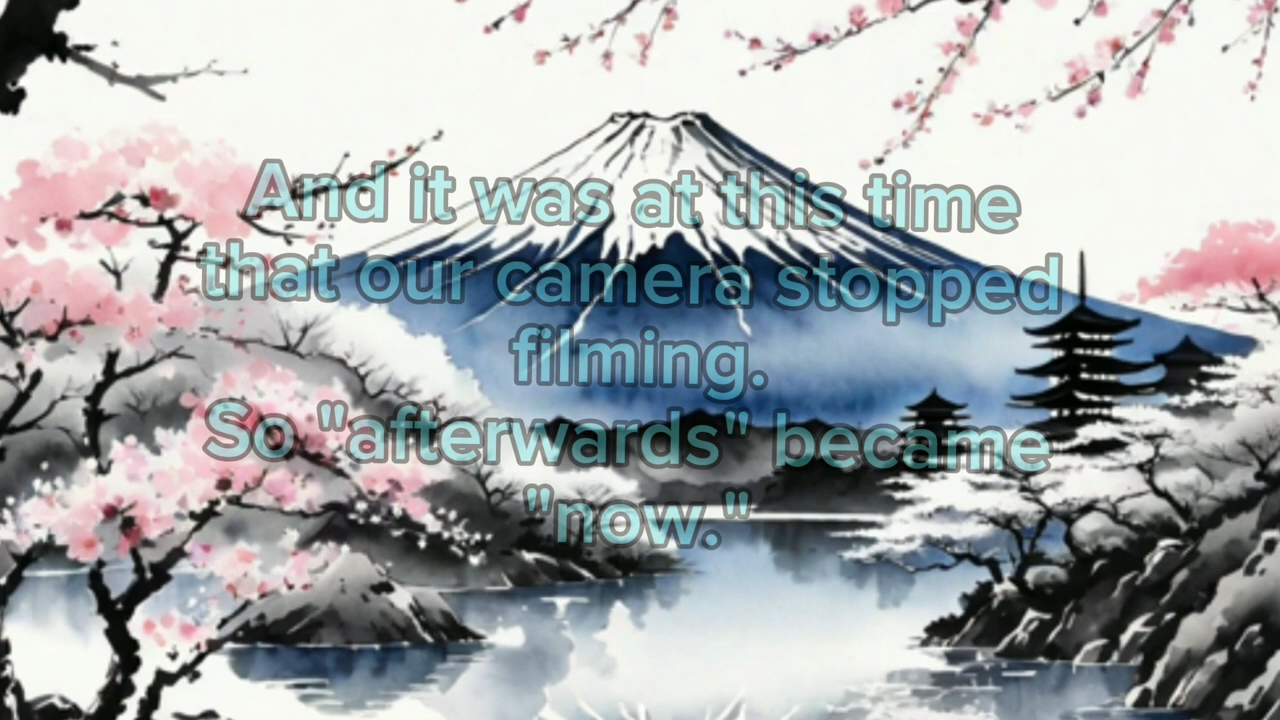 And it was at this time
that our camera stopped
filming.
So "afterwards" became
"now."